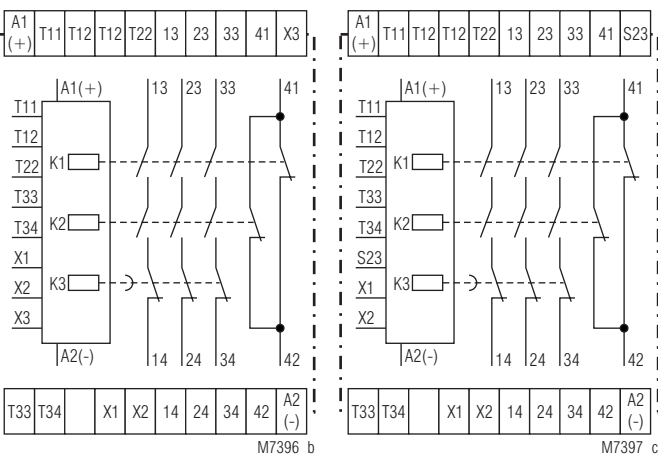 A1 (+) T11 T12 T12 T22 13 23 33 41 X3
A1(+) 13 23 33 41
T11
T12
T22 K1
T33
T34 K2
X1
X2 K3
X3
A2(-) 14 24 34 42
T33 T34 X1 X2 14 24 34 42 A2 (-)
M7396 b
A1 (+) T11 T12 T12 T22 13 23 33 41 S23
A1(+) 13 23 33 41
T11
T12
T22 K1
T33
T34 K2
S23
X1 K3
X2
A2(-) 14 24 34 42
T33 T34 X1 X2 14 24 34 42 A2 (-)
M7397 c